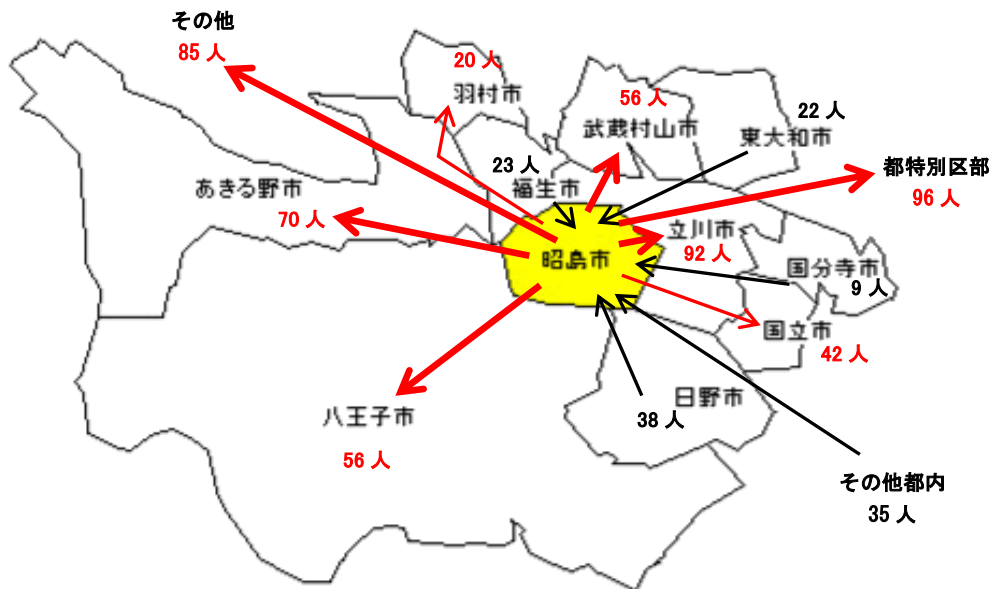 その他
85 人
20 人
羽村市
56 人
武蔵村山市
22 人
東大和市
23 人
福生市
都特別区部
96 人
あきる野市
70 人
立川市
92 人
昭島市
国分寺市
9 人
国立市
42 人
日野市
38 人
八王子市
56 人
その他都内
35 人